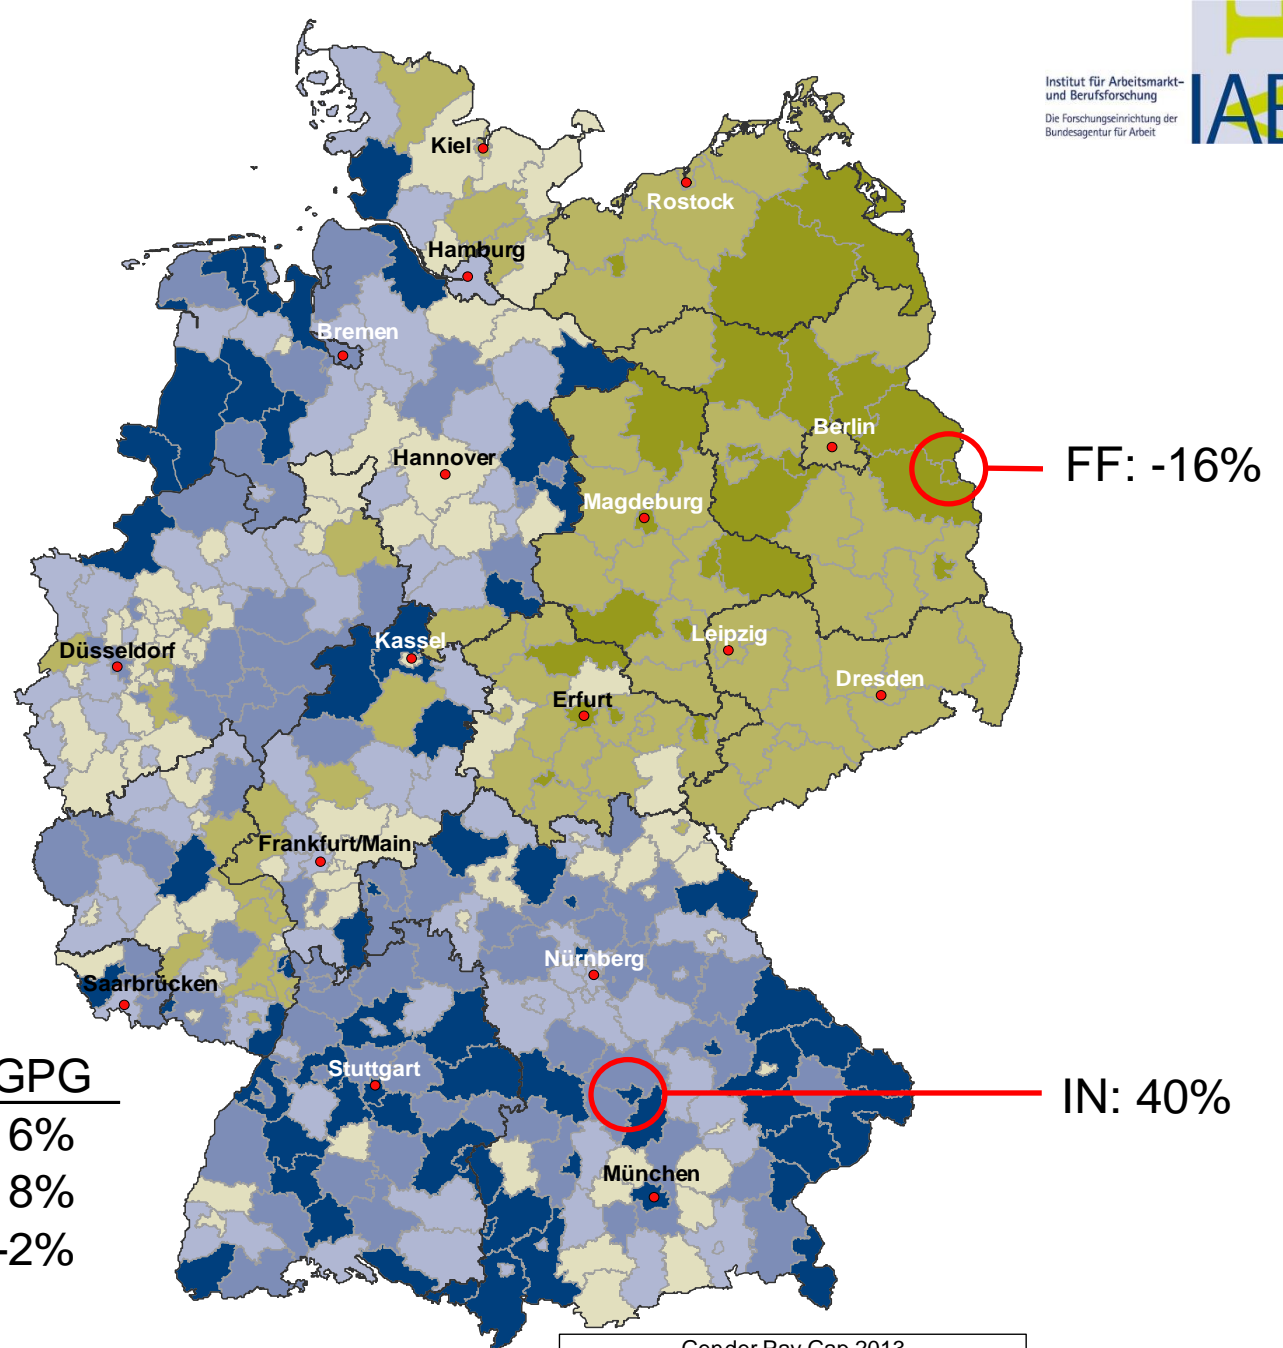 Institut für Arbeitsmarkt-
und Berufsforschung
Die Forschungseinrichtung der
Bundesagentur für Arbeit
IAB
Kiel
Rostock
Hamburg
Bremen
Berlin
Hannover
FF: -16%
Magdeburg
Leipzig
Kassel
Düsseldorf
Dresden
Erfurt
Frankfurt/Main
Nürnberg
Saarbrücken
GPG
Stuttgart
IN: 40%
6%
8%
München
-2%
Gender Pay Gap 2013